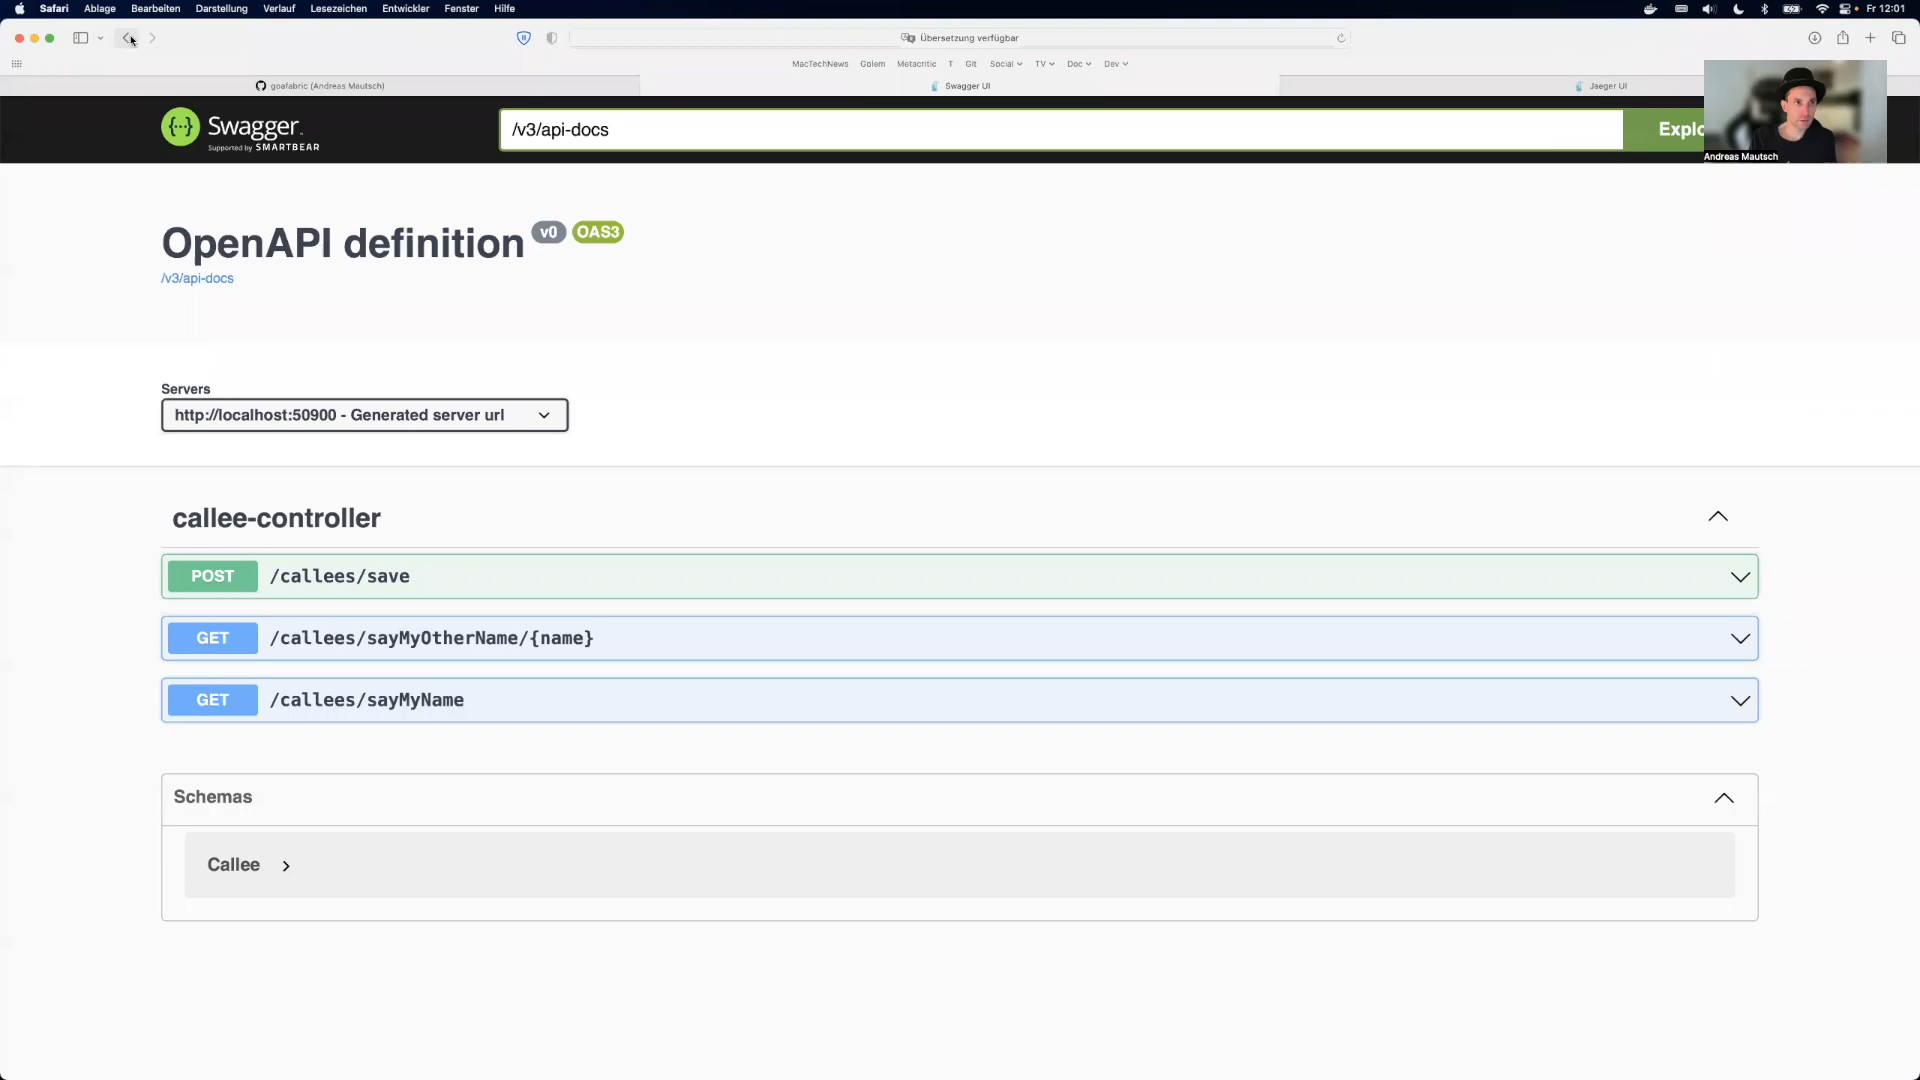 Safari Ablage Bearbeiten Darstellung Verlauf Lesezeichen Entwickler Fenster Hilfe Fr 12:01
Übersetzung verfügbar
MacTechNews Golem Metacritic T Git Social TV Doc Dev
goafabric (Andreas Mautsch) Swagger UI Jaeger UI
Swagger
Supported by SMARTBEAR
/v3/api-docs
Explo
Andreas Mautsch
OpenAPI definition v0 OAS3
/v3/api-docs
Servers
http://localhost:50900 - Generated server url
callee-controller
POST /callees/save
GET /callees/sayMyOtherName/{name}
GET /callees/sayMyName
Schemas
Callee